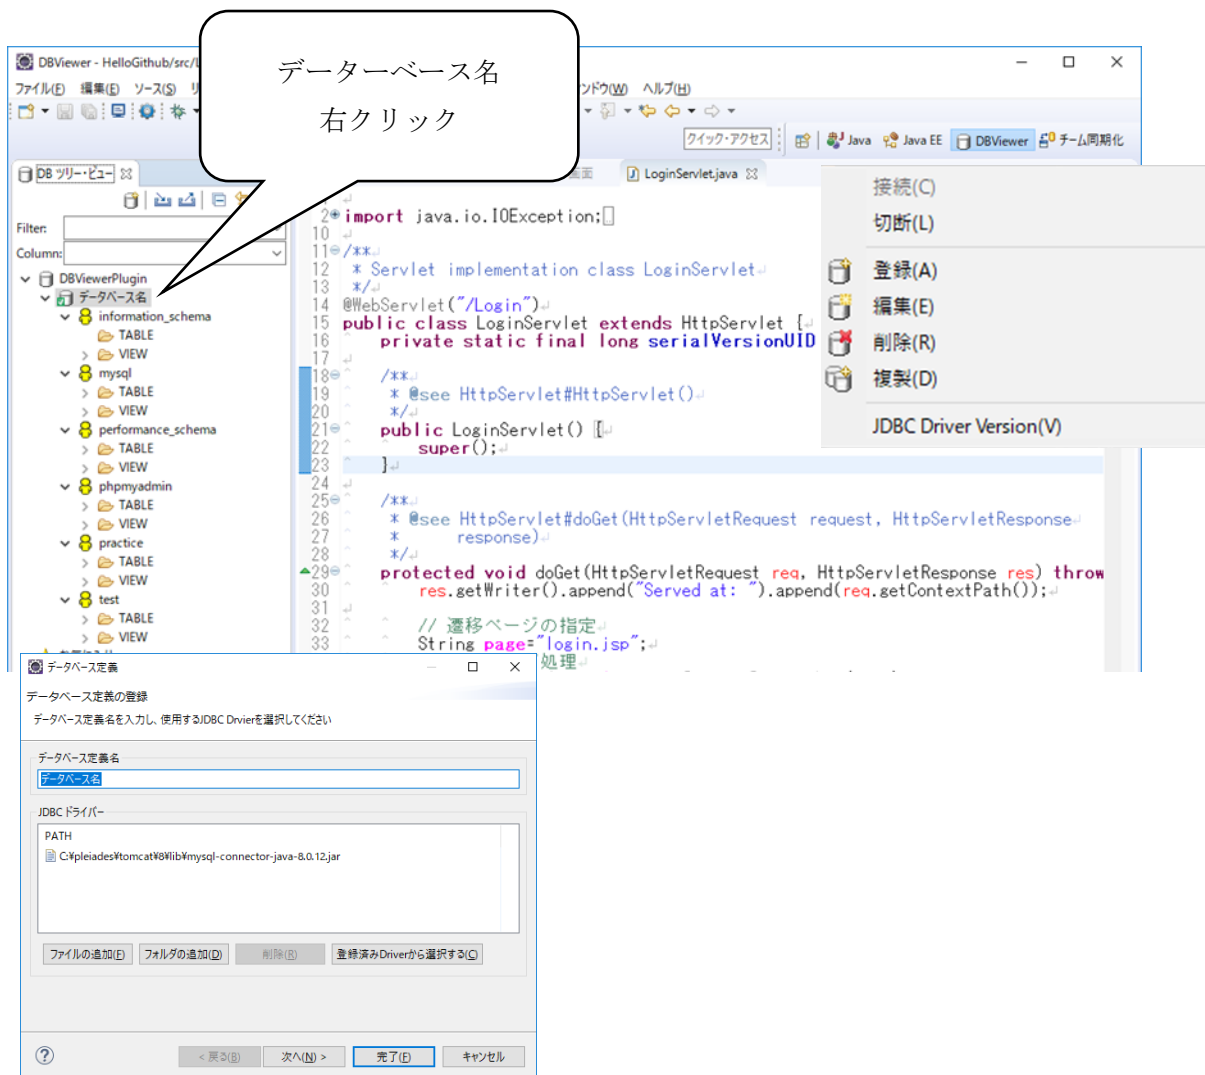 データーベース名
右クリック
DBViewer - HelloGithub/src/L
ファイル(F) 編集(E) ソース(S) リ
ンドウ(W) ヘルプ(H)
クイック・アクセス
Java
Java EE
DBViewer
チーム同期化
DB ツリー・ビュー
画面
LoginServlet.java
Filter:
Column:
DBViewerPlugin
データベース名
information_schema
TABLE
VIEW
mysql
TABLE
VIEW
performance_schema
TABLE
VIEW
phpmyadmin
TABLE
VIEW
practice
TABLE
VIEW
test
TABLE
VIEW
2 import java.io.IOException;
10
11 /**
12 * Servlet implementation class LoginServlet
13 */
14 @WebServlet("/Login")
15 public class LoginServlet extends HttpServlet {
16 private static final long serialVersionUID
17
18 /**
19 * @see HttpServlet#HttpServlet()
20 */
21 public LoginServlet() {
22 super();
23 }
24
25 /**
26 * @see HttpServlet#doGet(HttpServletRequest request, HttpServletResponse
27 * response)
28 */
29 protected void doGet(HttpServletRequest req, HttpServletResponse res) throw
30 res.getWriter().append("Served at: ").append(req.getContextPath());
31
32 // 遷移ページの指定
33 String page="login.jsp";
処理
接続(C)
切断(L)
登録(A)
編集(E)
削除(R)
複製(D)
JDBC Driver Version(V)
データベース定義
データベース定義の登録
データベース定義名を入力し、使用するJDBC Drvierを選択してください
データベース定義名
データベース名
JDBC ドライバー
PATH
C:¥pleiades¥tomcat¥8¥lib¥mysql-connector-java-8.0.12.jar
ファイルの追加(F) フォルダの追加(D) 削除(R) 登録済みDriverから選択する(C)
< 戻る(B) 次へ(N) > 完了(F) キャンセル